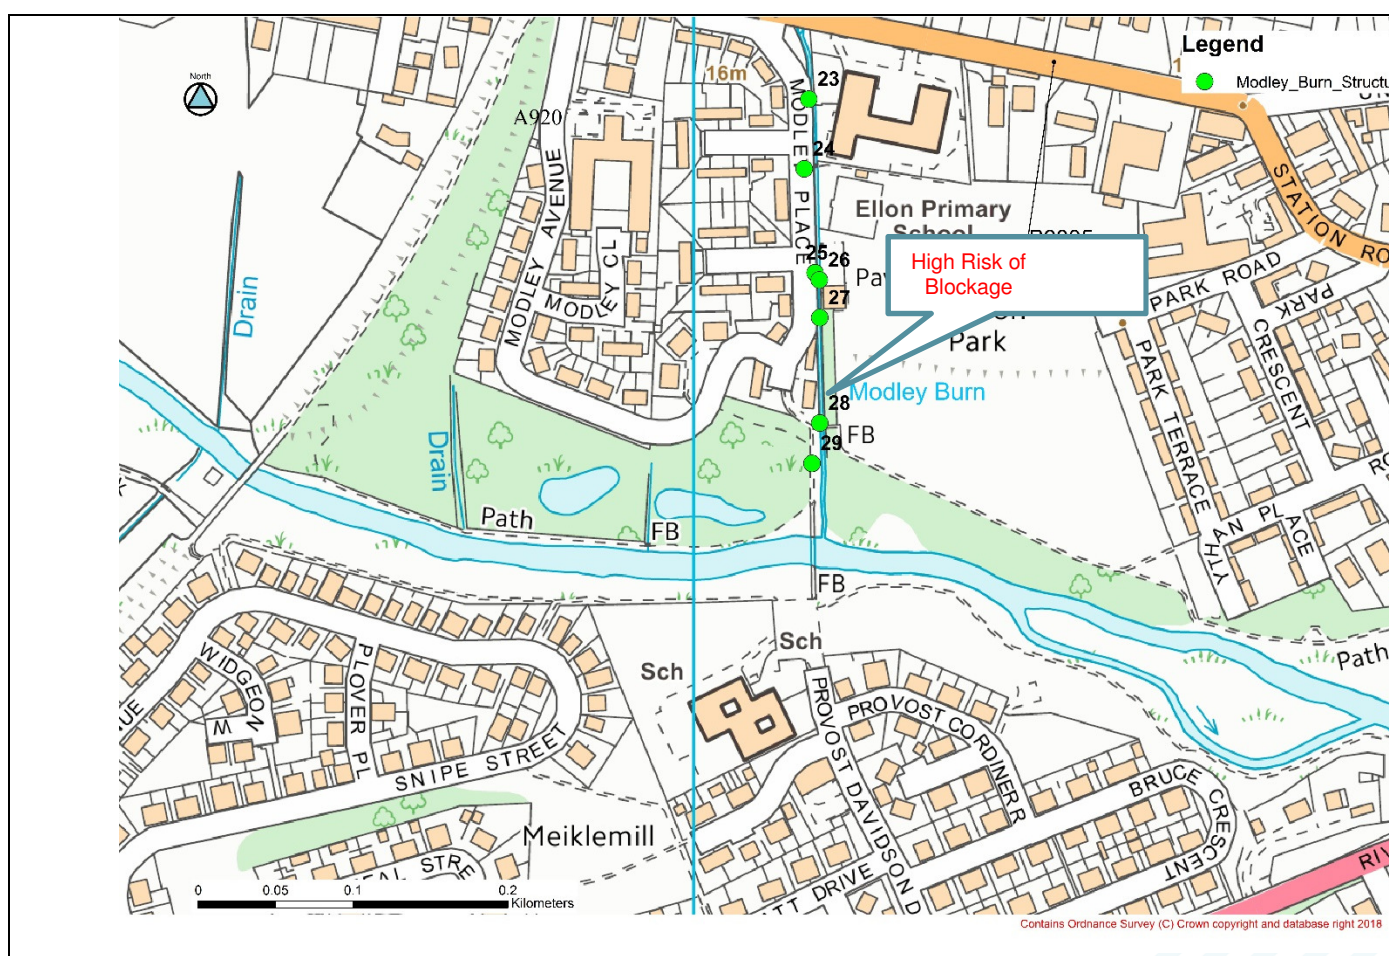 North
Legend
Modley_Burn_Structu
16m
23
A920
MODLEY AVENUE
MODLE
PLACE
24
STATION RO
Ellon Primary
School
25
26
27
High Risk of
Blockage
Park
MODLEY CL
PARK ROAD
PARK
CRESCENT
PARK TERRACE
Drain
Modley Burn
28
FB
29
Drain
Path
FB
FB
YTHAN PLACE
Path
Sch
Sch
WIDGEON
W
PLOVER PL
SNIPE STREET
PROVOST DAVIDSON D
PROVOST CORDINER
BRUCE CRESCENT
Meiklemill
DRIVE
RIV
0
0.05
0.1
0.2
Kilometers
Contains Ordnance Survey (C) Crown copyright and database right 2018